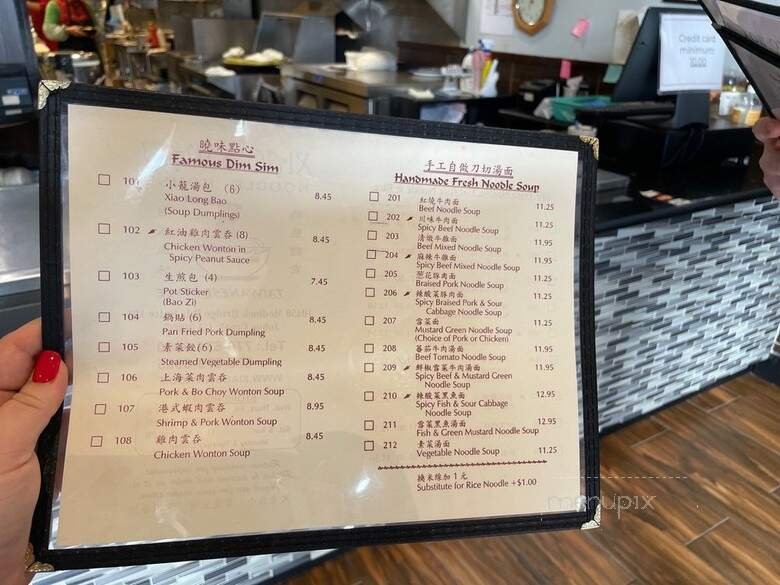 曉味點心
Famous Dim Sim
101 小籠湯包 (6) 8.45
Xiao Long Bao
(Soup Dumplings)
102 紅油雞肉雲吞 (8) 8.45
Chicken Wonton in
Spicy Peanut Sauce
103 生煎包 (4) 7.45
Pot Sticker
(Bao Zi)
104 鍋貼 (6) 8.45
Pan Fried Pork Dumpling
105 素菜餃(6) 8.45
Steamed Vegetable Dumpling
106 上海菜肉雲吞 8.45
Pork & Bo Choy Wonton Soup
107 港式蝦肉雲吞 8.95
Shrimp & Pork Wonton Soup
108 雞肉雲吞 8.45
Chicken Wonton Soup
手工自做刀切湯面
Handmade Fresh Noodle Soup
201 紅燒牛肉面 11.25
Beef Noodle Soup
202 川味牛肉面 11.25
Spicy Beef Noodle Soup
203 清燉牛雜面 11.95
Beef Mixed Noodle Soup
204 麻辣牛雜面 11.95
Spicy Beef Mixed Noodle Soup
205 葱花豚肉面 11.25
Braised Pork Noodle Soup
206 辣酸菜豚肉面 11.25
Spicy Braised Pork & Sour
Cabbage Noodle Soup
207 雪菜面 11.25
Mustard Green Noodle Soup
(Choice of Pork or Chicken)
208 蕃茄牛肉湯面 11.95
Beef Tomato Noodle Soup
209 鮮椒雪菜牛肉湯面 11.95
Spicy Beef & Mustard Green
Noodle Soup
210 辣酸菜黑魚面 12.95
Spicy Fish & Sour Cabbage
Noodle Soup
211 雪菜黑魚湯面 12.95
Fish & Green Mustard Noodle Soup
212 素菜湯面 11.25
Vegetable Noodle Soup
換米線加1元
Substitute for Rice Noodle +$1.00
Credit card
minimum:
10.00
menupix